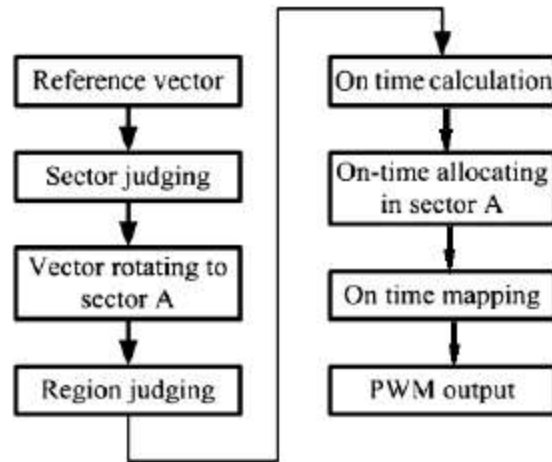 Reference vector
Sector judging
Vector rotating to
sector A
Region judging
On time calculation
On-time allocating
in sector A
On time mapping
PWM output